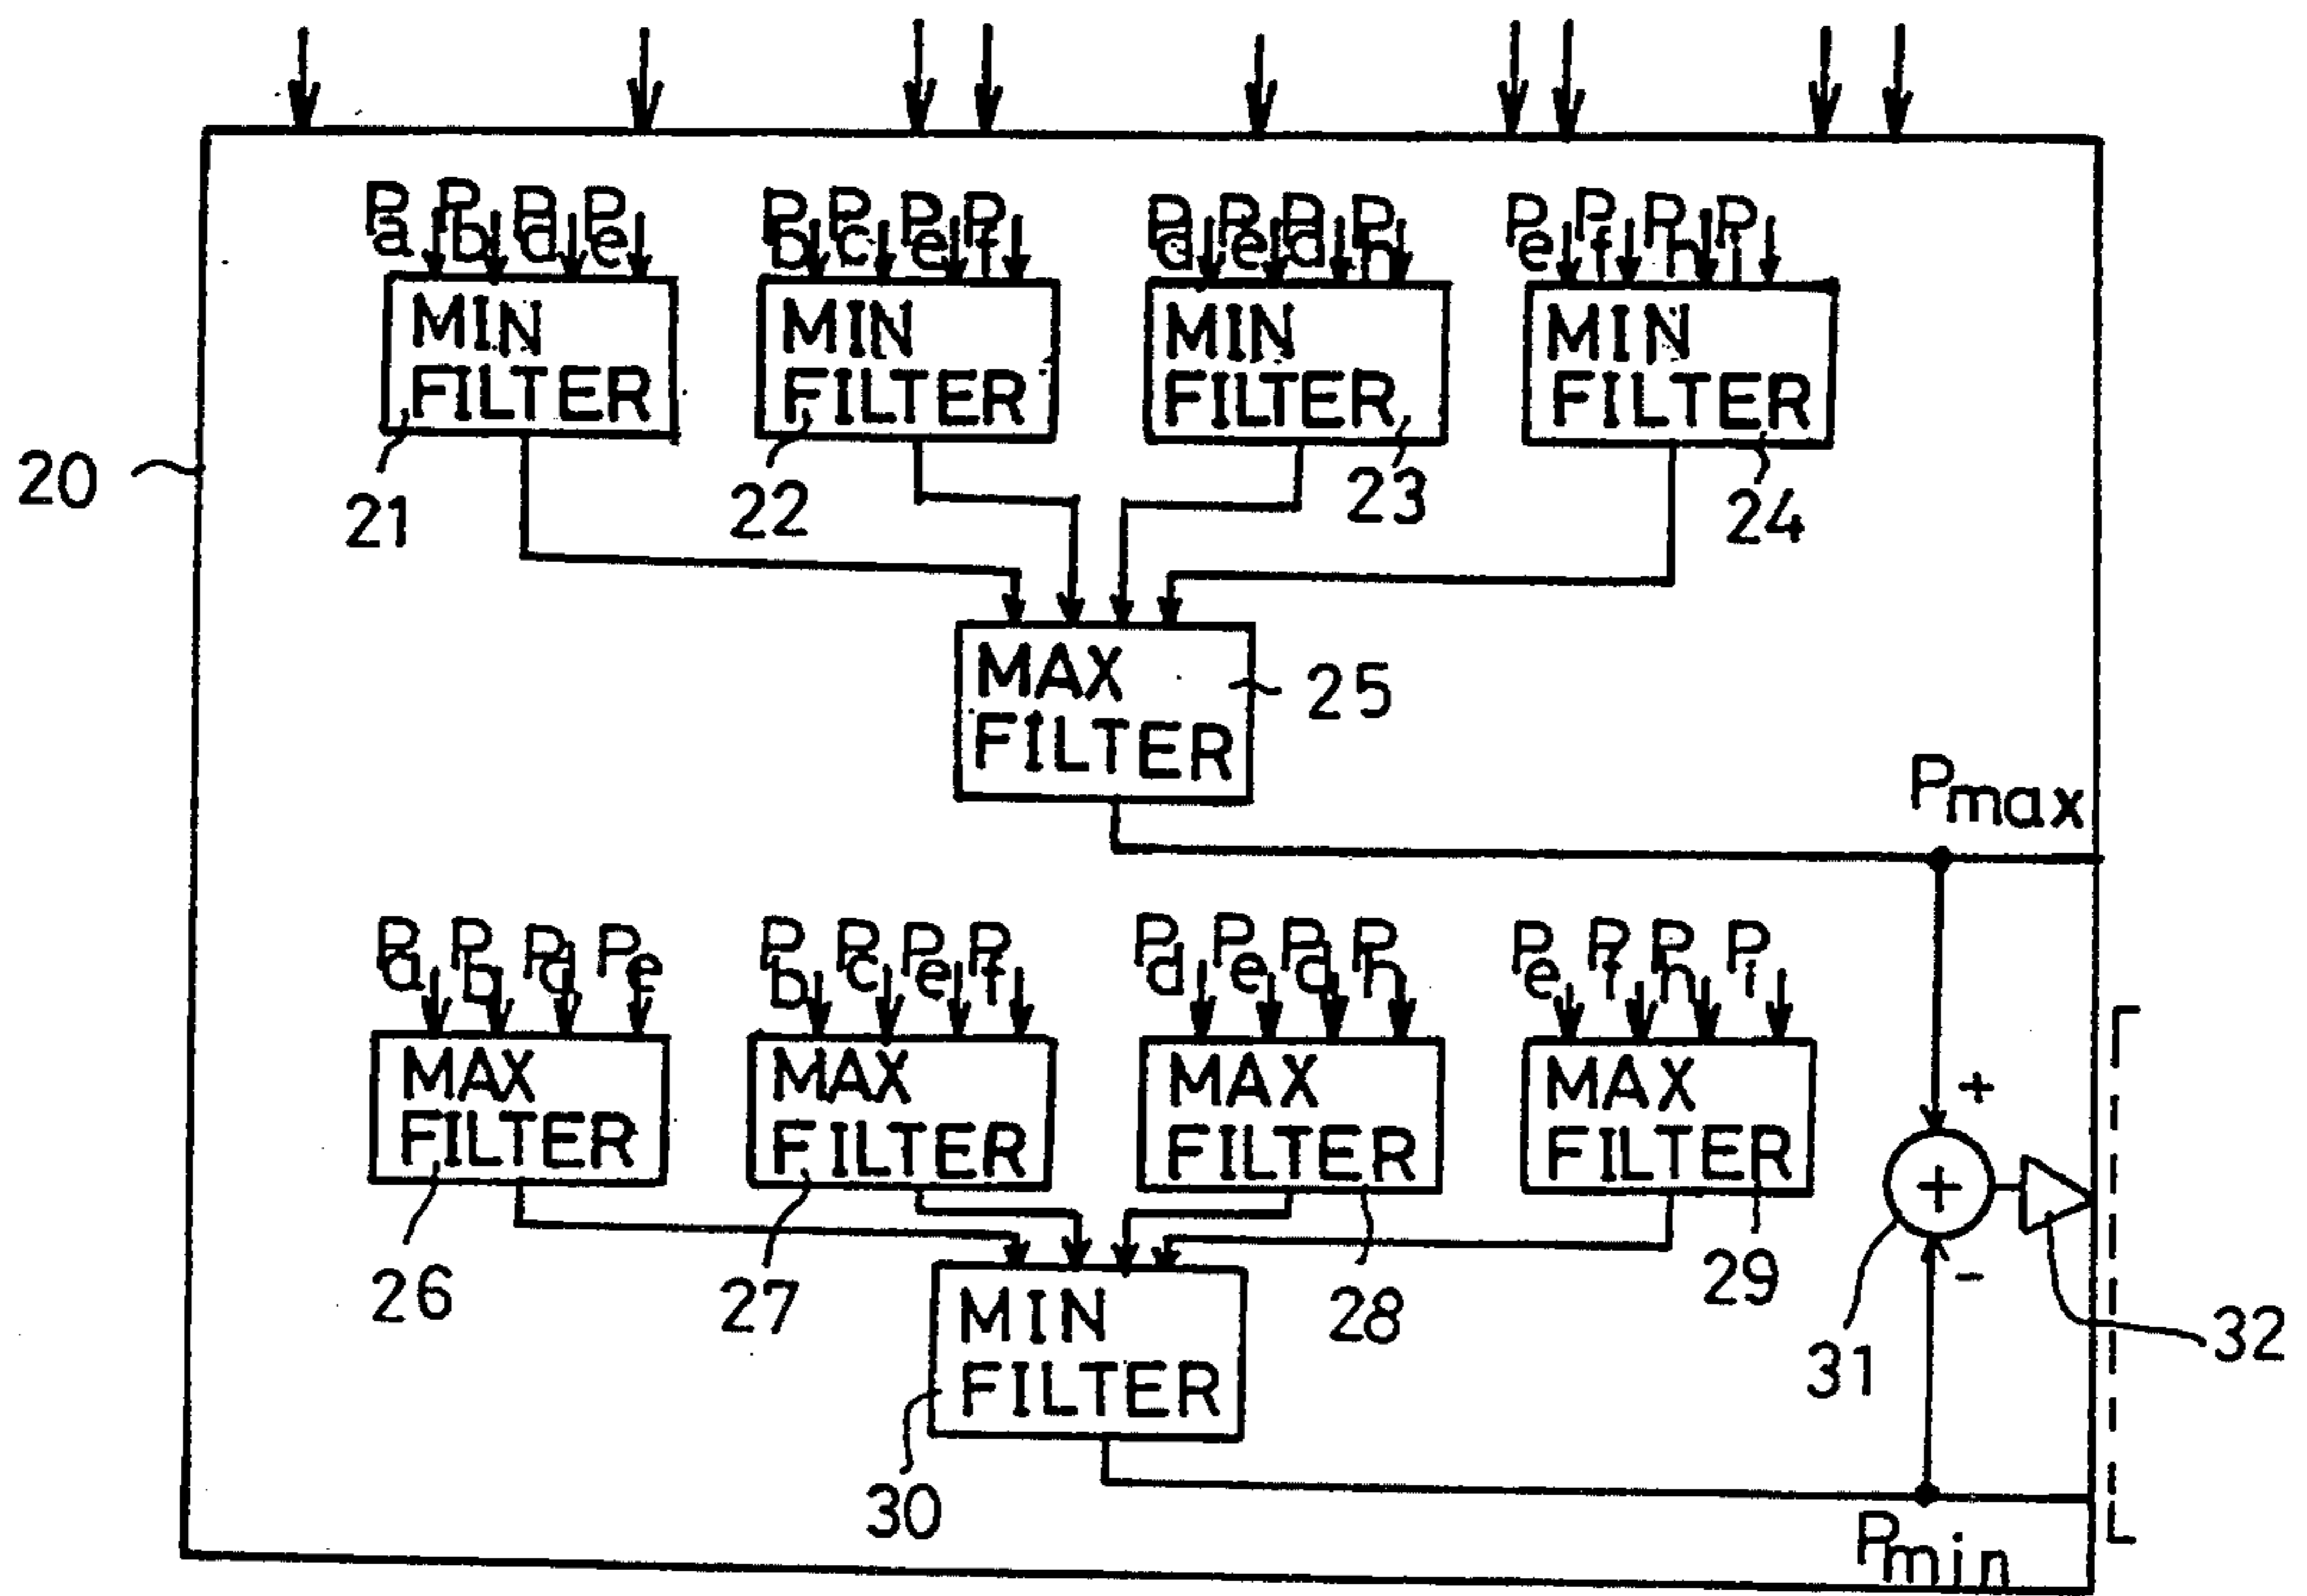 Pa Pb Pd Pe
Pb Pc Pe Pf
Pd Pe Pd Ph
Pe Pf Ph Pi
MIN FILTER
MIN FILTER
MIN FILTER
MIN FILTER
20
21
22
23
24
MAX FILTER
25
Pmax
Pa Pb Pd Pe
Pb Pc Pe Pf
Pd Pe Pd Ph
Pe Pf Ph Pi
MAX FILTER
MAX FILTER
MAX FILTER
MAX FILTER
+
+
-
26
27
28
29
31
32
MIN FILTER
30
Pmin